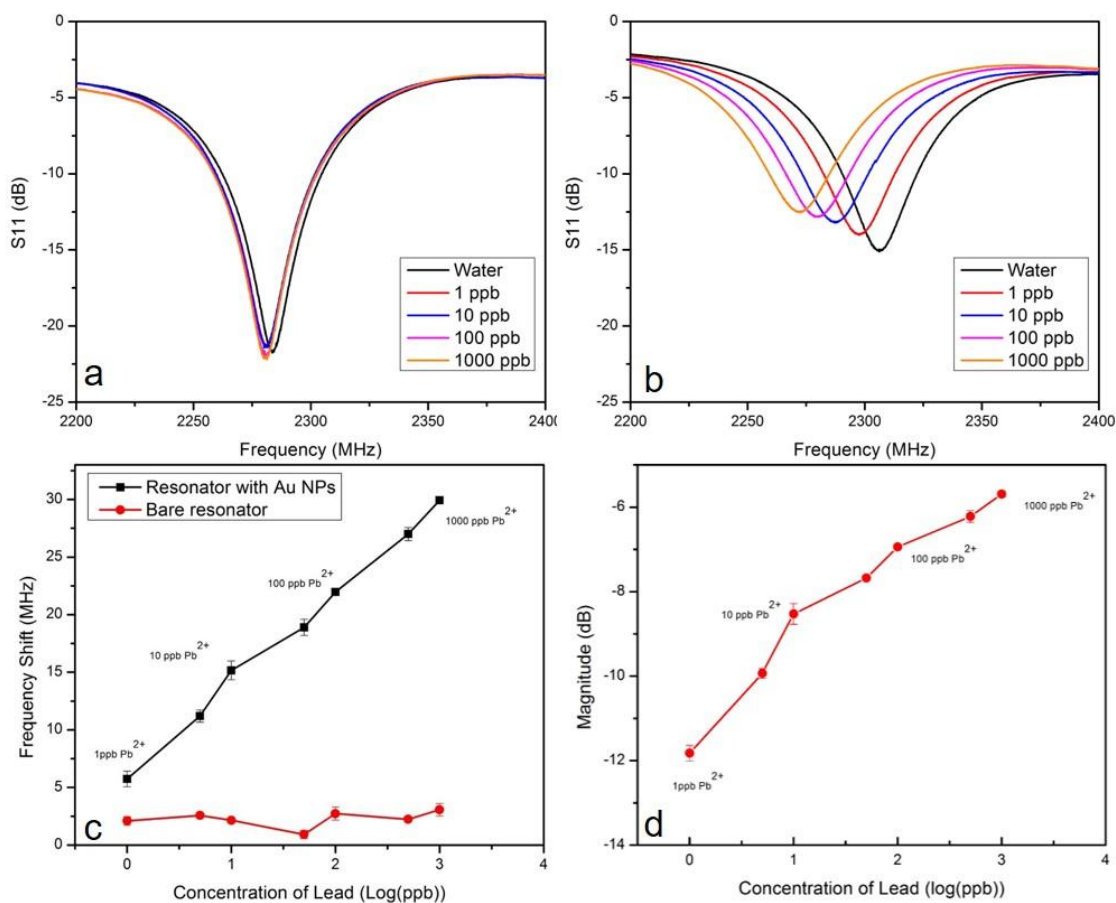 0
-5
-10
-15
-20
-25
S11 (dB)
Water
1 ppb
10 ppb
100 ppb
1000 ppb
a
2200
2250
2300
2350
2400
Frequency (MHz)
0
-5
-10
-15
-20
-25
S11 (dB)
Water
1 ppb
10 ppb
100 ppb
1000 ppb
b
2200
2250
2300
2350
2400
Frequency (MHz)
Resonator with Au NPs
Bare resonator
30
25
20
15
10
5
0
Frequency Shift (MHz)
1000 ppb Pb2+
100 ppb Pb2+
10 ppb Pb2+
1ppb Pb2+
c
0
1
2
3
4
Concentration of Lead (Log(ppb))
-6
-8
-10
-12
-14
Magnitude (dB)
1000 ppb Pb2+
100 ppb Pb2+
10 ppb Pb2+
1ppb Pb2+
d
0
1
2
3
4
Concentration of Lead (log(ppb))